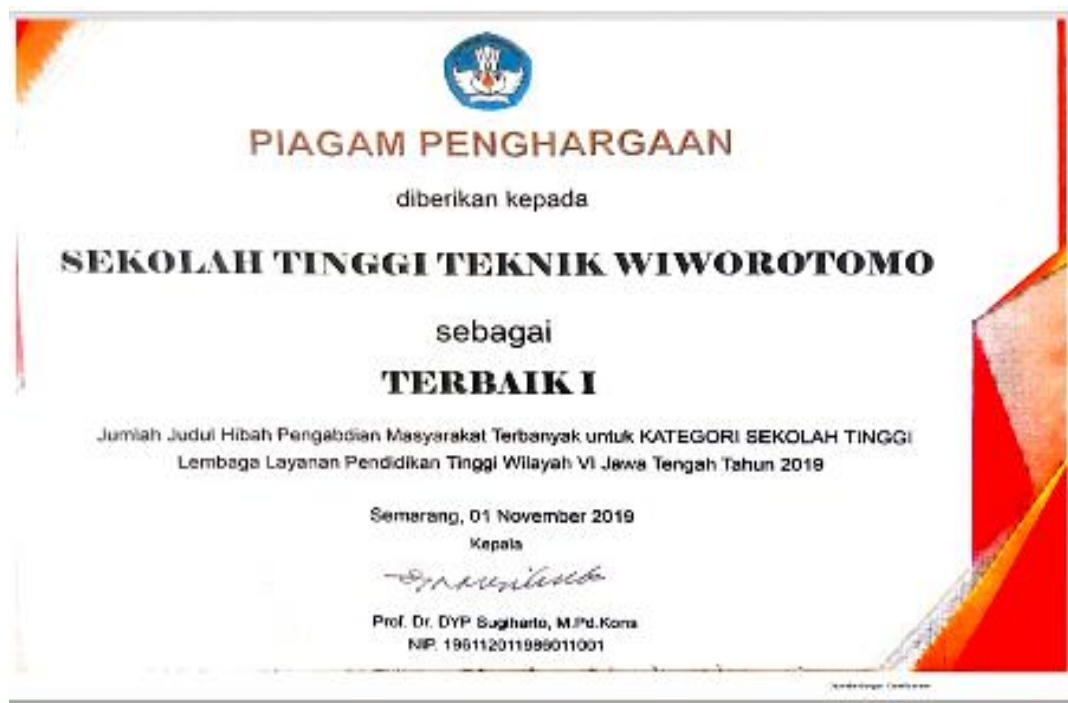 PIAGAM PENGHARGAAN
diberikan kepada
SEKOLAH TINGGI TEKNIK WIWOROTOMO
sebagai
TERBAIK I
Jumlah Judul Hibah Pengabdian Masyarakat Terbanyak untuk KATEGORI SEKOLAH TINGGI
Lembaga Layanan Pendidikan Tinggi Wilayah VI Jawa Tengah Tahun 2019
Semarang, 01 November 2019
Kepala
Prof. Dr. DYP Sugiharto, M.Pd.Kons
NIP. 196112011986011001